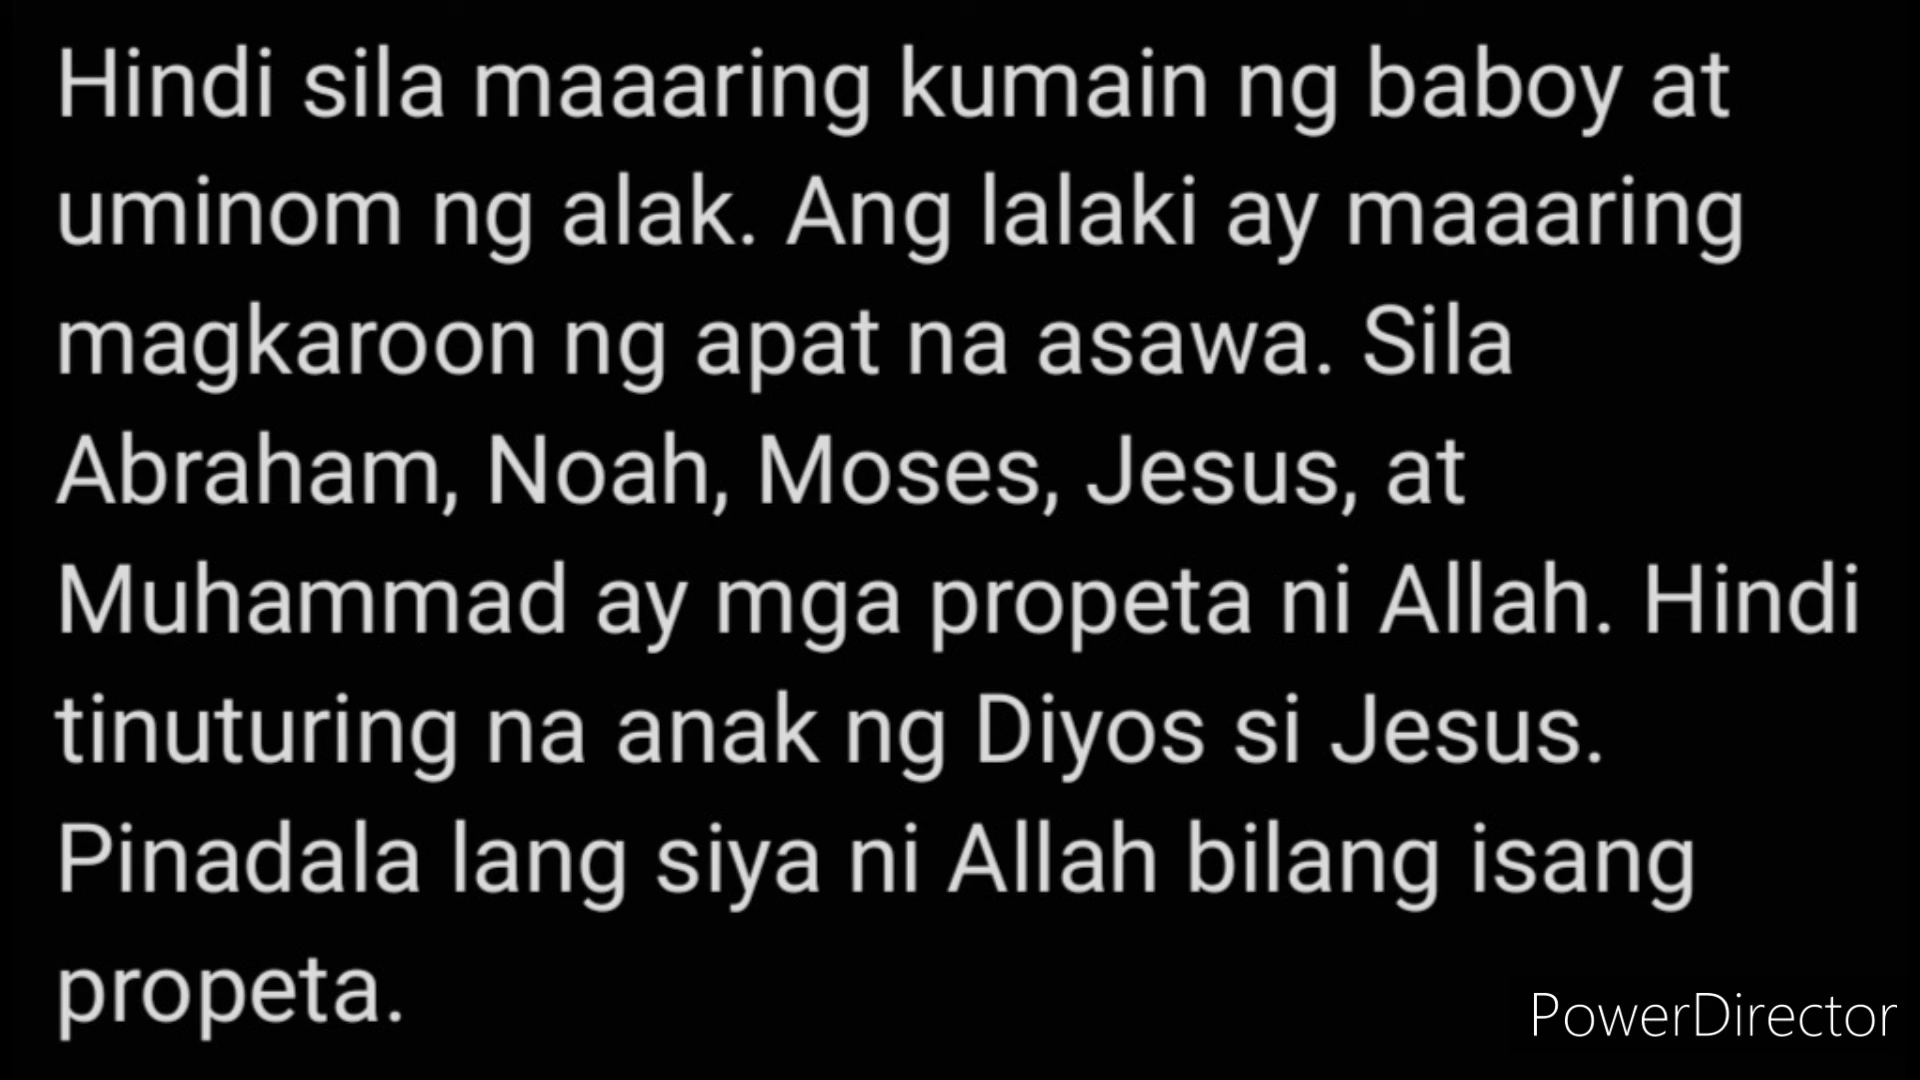 Hindi sila maaaring kumain ng baboy at
uminom ng alak. Ang lalaki ay maaaring
magkaroon ng apat na asawa. Sila
Abraham, Noah, Moses, Jesus, at
Muhammad ay mga propeta ni Allah. Hindi
tinuturing na anak ng Diyos si Jesus.
Pinadala lang siya ni Allah bilang isang
propeta.
PowerDirector